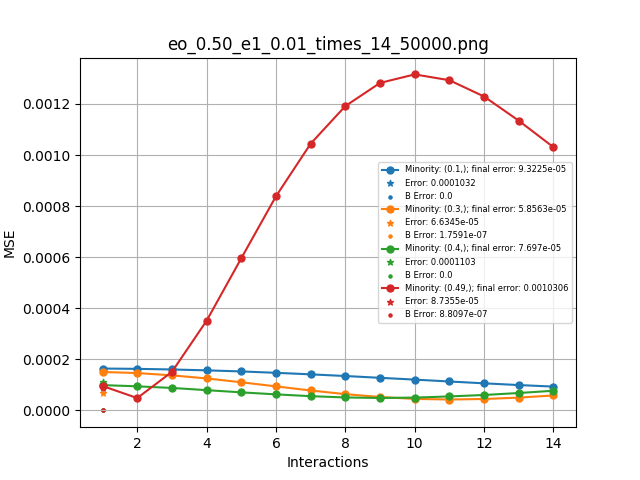 eo_0.50_e1_0.01_times_14_50000.png
MSE
0.0012
0.0010
0.0008
0.0006
0.0004
0.0002
0.0000
Minority: (0.1,); final error: 9.3225e-05
Error: 0.0001032
B Error: 0.0
Minority: (0.3,); final error: 5.8563e-05
Error: 6.6345e-05
B Error: 1.7591e-07
Minority: (0.4,); final error: 7.697e-05
Error: 0.0001103
B Error: 0.0
Minority: (0.49,); final error: 0.0010306
Error: 8.7355e-05
B Error: 8.8097e-07
2 4 6 8 10 12 14
Interactions